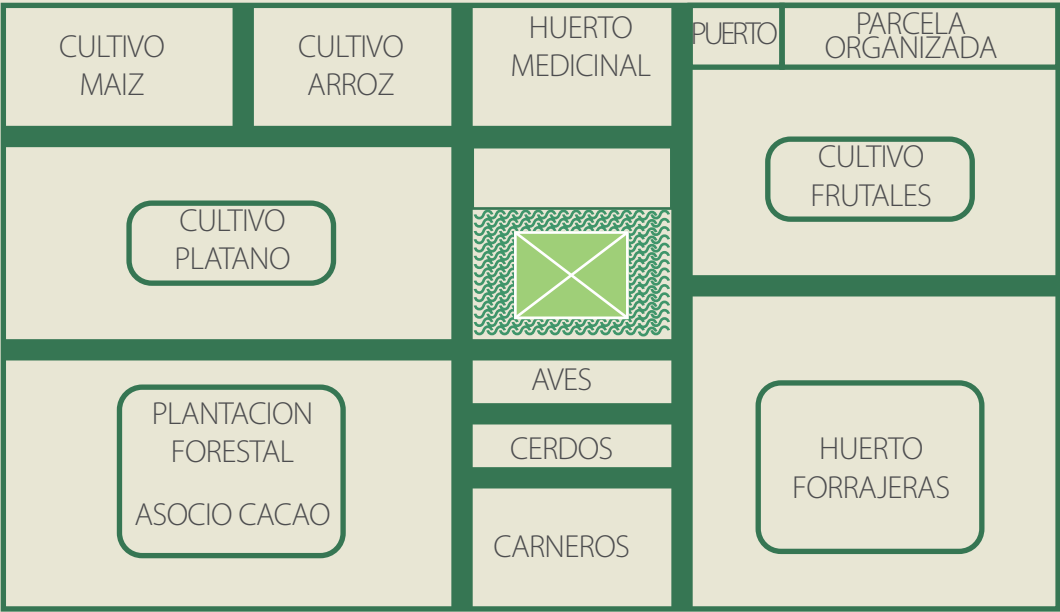 CULTIVO
MAIZ
CULTIVO
ARROZ
HUERTO
MEDICINAL
PUERTO
PARCELA
ORGANIZADA
CULTIVO
FRUTALES
CULTIVO
PLATANO
AVES
PLANTACION
FORESTAL
ASOCIO CACAO
CERDOS
HUERTO
FORRAJERAS
CARNEROS